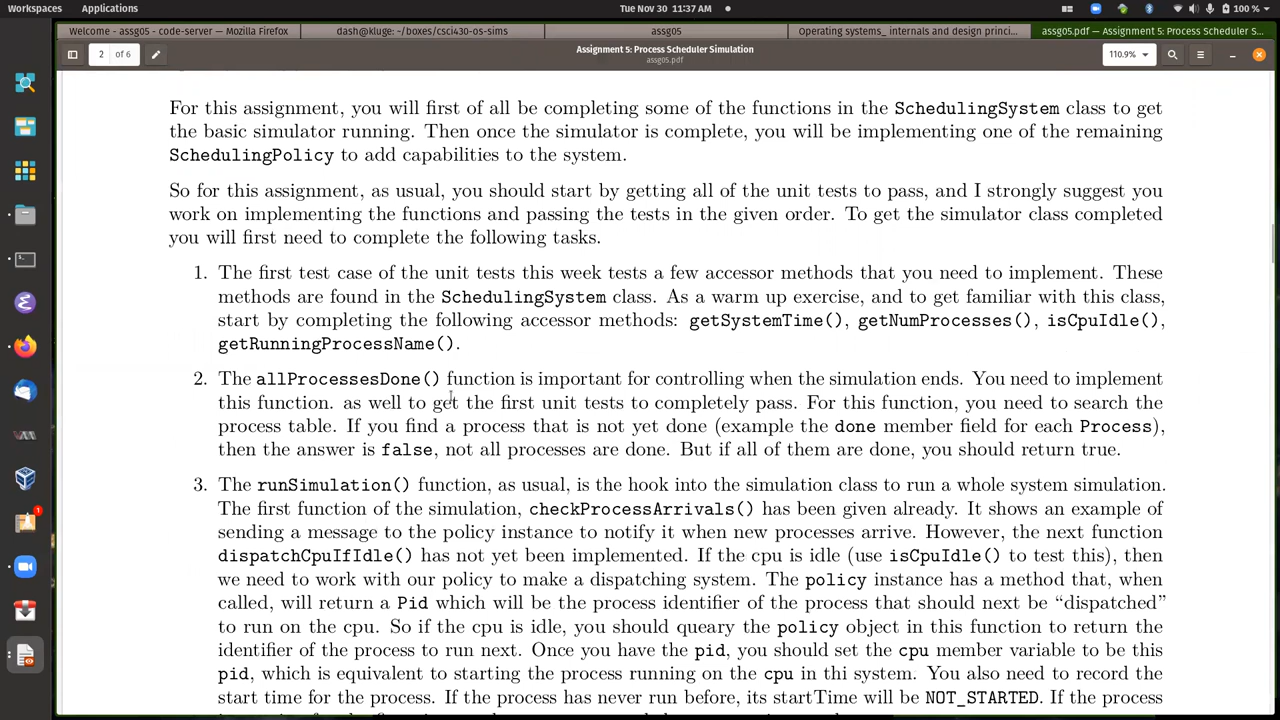 Workspaces Applications Tue Nov 30 11:37 AM 100 %
Welcome - assg05 - code-server — Mozilla Firefox dash@kluge: ~/boxes/csci430-os-sims assg05 Operating systems_ internals and design princi... assg05.pdf — Assignment 5: Process Scheduler S...
2 of 6 Assignment 5: Process Scheduler Simulation 110.9%
assg05.pdf
For this assignment, you will first of all be completing some of the functions in the SchedulingSystem class to get
the basic simulator running. Then once the simulator is complete, you will be implementing one of the remaining
SchedulingPolicy to add capabilities to the system.
So for this assignment, as usual, you should start by getting all of the unit tests to pass, and I strongly suggest you
work on implementing the functions and passing the tests in the given order. To get the simulator class completed
you will first need to complete the following tasks.
1. The first test case of the unit tests this week tests a few accessor methods that you need to implement. These
methods are found in the SchedulingSystem class. As a warm up exercise, and to get familiar with this class,
start by completing the following accessor methods: getSystemTime(), getNumProcesses(), isCpuIdle(),
getRunningProcessName().
2. The allProcessesDone() function is important for controlling when the simulation ends. You need to implement
this function. as well to get the first unit tests to completely pass. For this function, you need to search the
process table. If you find a process that is not yet done (example the done member field for each Process),
then the answer is false, not all processes are done. But if all of them are done, you should return true.
3. The runSimulation() function, as usual, is the hook into the simulation class to run a whole system simulation.
The first function of the simulation, checkProcessArrivals() has been given already. It shows an example of
sending a message to the policy instance to notify it when new processes arrive. However, the next function
dispatchCpuIfIdle() has not yet been implemented. If the cpu is idle (use isCpuIdle() to test this), then
we need to work with our policy to make a dispatching system. The policy instance has a method that, when
called, will return a Pid which will be the process identifier of the process that should next be “dispatched”
to run on the cpu. So if the cpu is idle, you should queary the policy object in this function to return the
identifier of the process to run next. Once you have the pid, you should set the cpu member variable to be this
pid, which is equivalent to starting the process running on the cpu in thi system. You also need to record the
start time for the process. If the process has never run before, its startTime will be NOT_STARTED. If the process